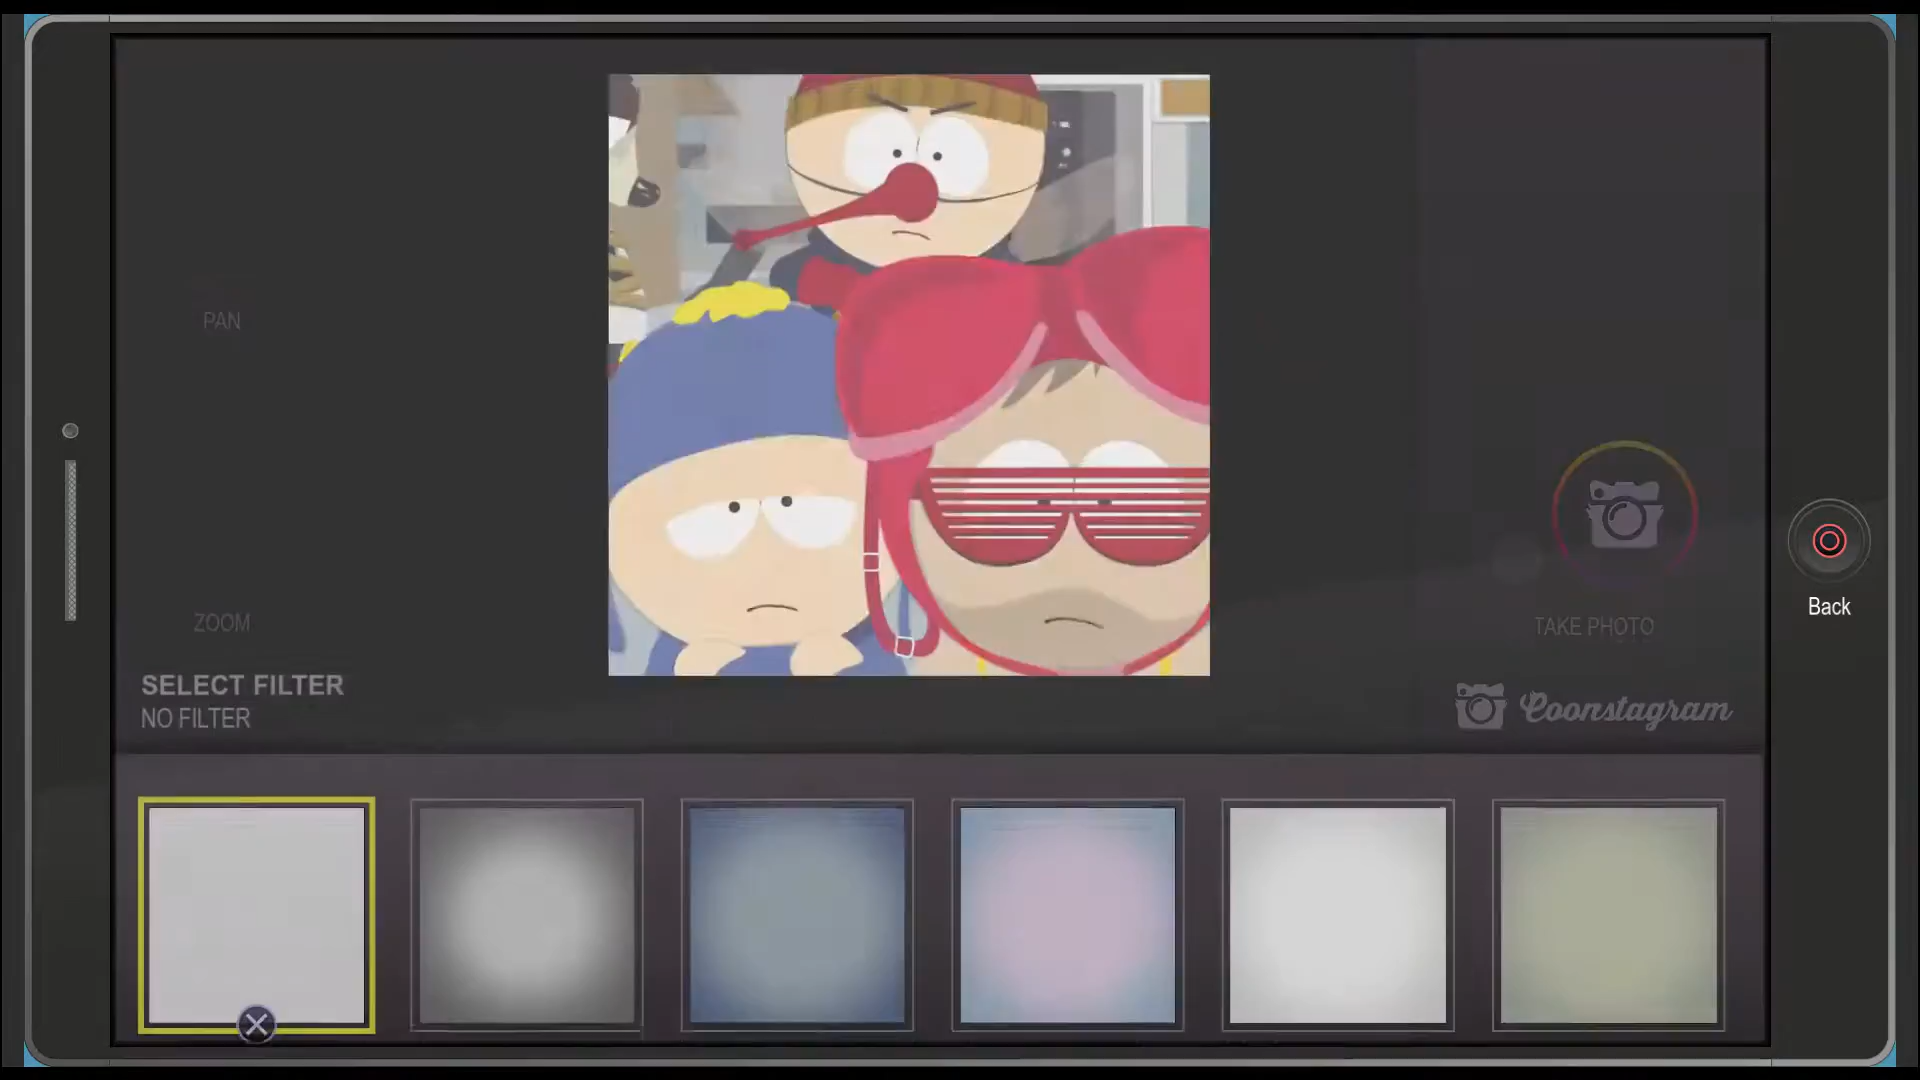 PAN
ZOOM
SELECT FILTER
NO FILTER
TAKE PHOTO
Coonstagram
Back